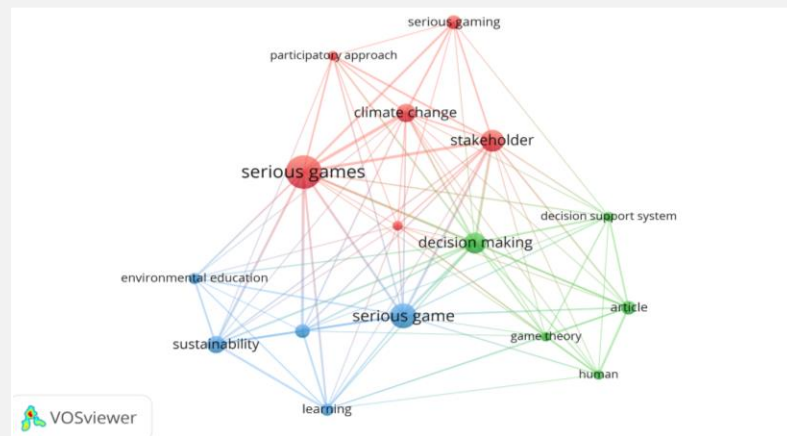 serious gaming
participatory approach
climate change
stakeholder
serious games
decision support system
decision making
environmental education
article
serious game
game theory
sustainability
human
learning
VOSviewer